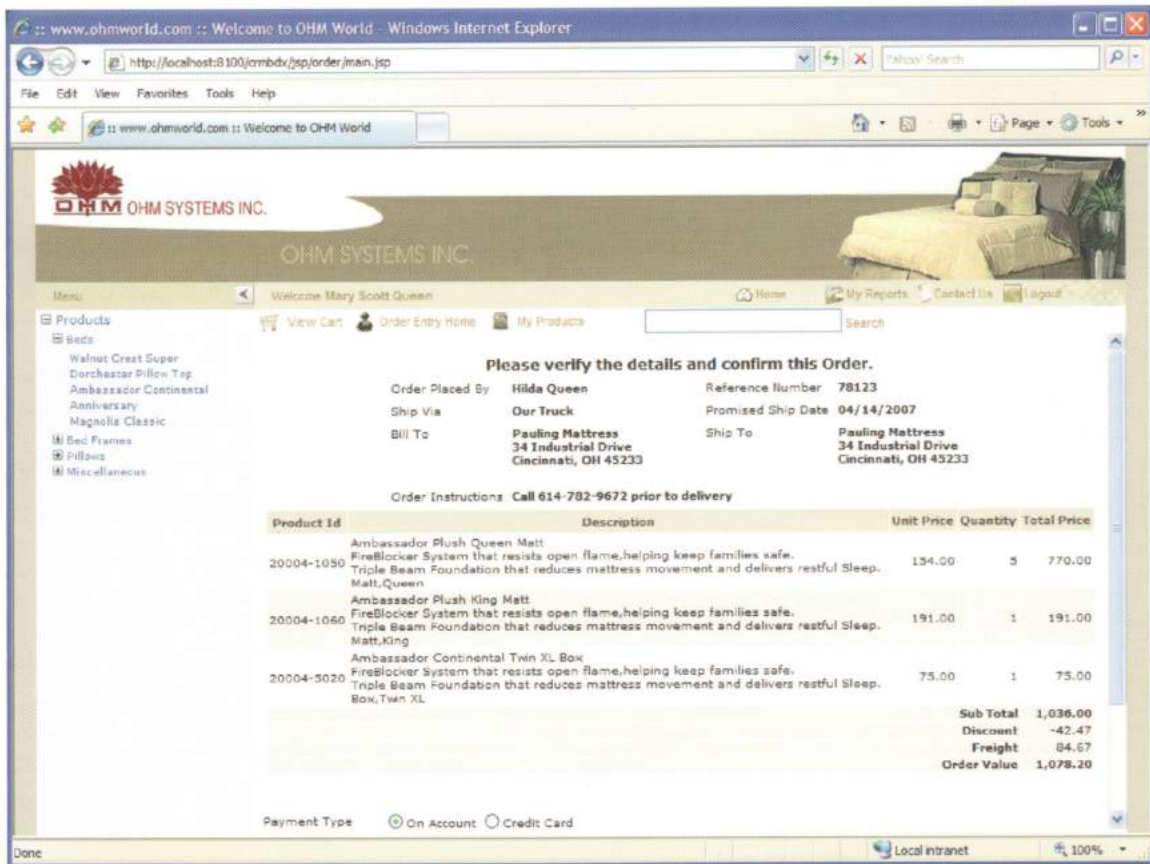 :: www.ohmworld.com :: Welcome to OHM World - Windows Internet Explorer
http://localhost:8100/crmbdx/jsp/order/main.jsp
Yahoo! Search
File Edit View Favorites Tools Help
:: www.ohmworld.com :: Welcome to OHM World
Page Tools
OHM OHM SYSTEMS INC.
OHM SYSTEMS INC.
Menu
Welcome Mary Scott Queen
Home My Reports Contact Us Logout
View Cart Order Entry Home My Products Search
Products
Beds
Walnut Crest Super
Dorchester Pillow Top
Ambassador Continental
Anniversary
Magnolia Classic
Bed Frames
Pillows
Miscellaneous
Please verify the details and confirm this Order.
Order Placed By Hilda Queen Reference Number 78123
Ship Via Our Truck Promised Ship Date 04/14/2007
Bill To Pauling Mattress Ship To Pauling Mattress
34 Industrial Drive 34 Industrial Drive
Cincinnati, OH 45233 Cincinnati, OH 45233
Order Instructions Call 614-782-9672 prior to delivery
Product Id Description Unit Price Quantity Total Price
Ambassador Plush Queen Matt
20004-1050 FireBlocker System that resists open flame,helping keep families safe. 154.00 5 770.00
Triple Beam Foundation that reduces mattress movement and delivers restful Sleep.
Matt,Queen
Ambassador Plush King Matt
20004-1060 FireBlocker System that resists open flame,helping keep families safe. 191.00 1 191.00
Triple Beam Foundation that reduces mattress movement and delivers restful Sleep.
Matt,King
Ambassador Continental Twin XL Box
20004-5020 FireBlocker System that resists open flame,helping keep families safe. 75.00 1 75.00
Triple Beam Foundation that reduces mattress movement and delivers restful Sleep.
Box,Twin XL
Sub Total 1,036.00
Discount -42.47
Freight 84.67
Order Value 1,078.20
Payment Type On Account Credit Card
Done Local intranet 100%